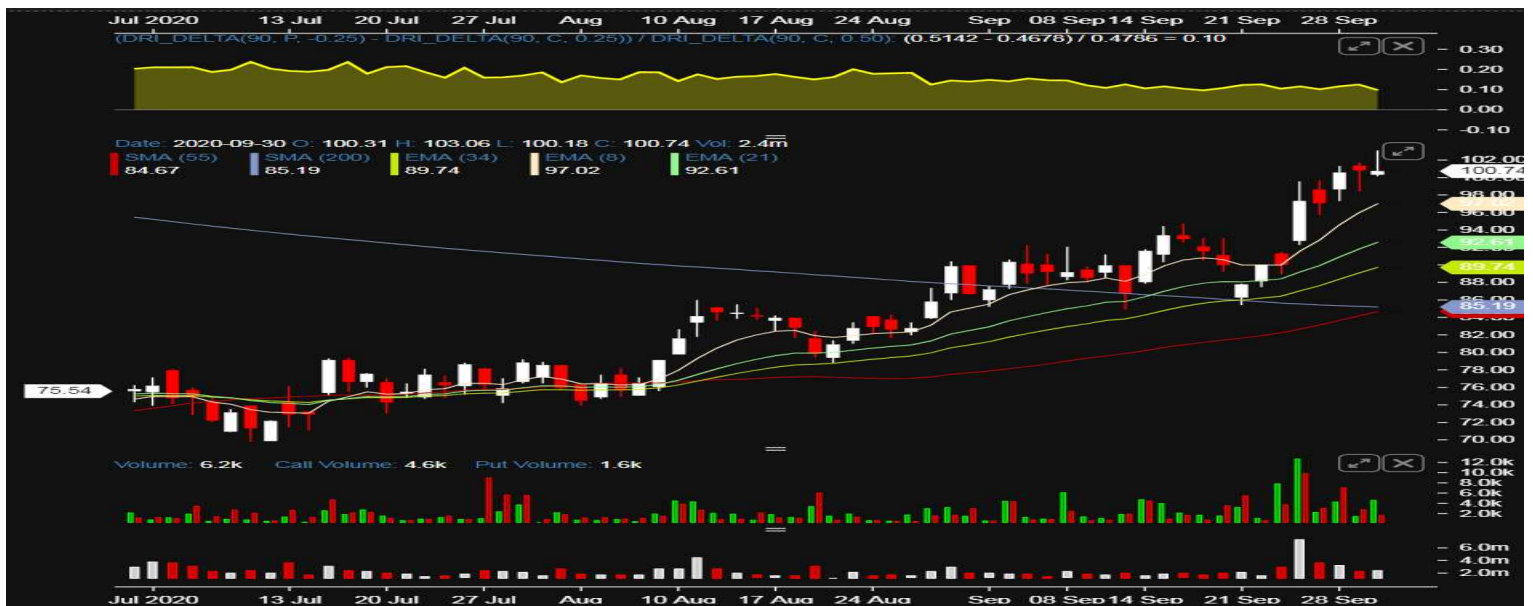 Jul 2020 13 Jul 20 Jul 27 Jul Aug 10 Aug 17 Aug 24 Aug Sep 08 Sep 14 Sep 21 Sep 28 Sep
(DRI_DELTA(90, P, -0.25) - DRI_DELTA(90, C, 0.25)) / DRI_DELTA(90, C, 0.50): (0.5142 - 0.4678) / 0.4786 = 0.10
0.30
0.20
0.10
0.00
-0.10
Date: 2020-09-30 O: 100.31 H: 103.06 L: 100.18 C: 100.74 Vol: 2.4m
SMA (55) SMA (200) EMA (34) EMA (8) EMA (21)
84.67 85.19 89.74 97.02 92.61
102.00
100.74
98.00
97.02
96.00
94.00
92.61
89.74
88.00
85.19
82.00
80.00
78.00
76.00
75.54
74.00
72.00
70.00
Volume: 6.2k Call Volume: 4.6k Put Volume: 1.6k
12.0k
10.0k
8.0k
6.0k
4.0k
2.0k
6.0m
4.0m
2.0m
Jul 2020 13 Jul 20 Jul 27 Jul Aug 10 Aug 17 Aug 24 Aug Sep 08 Sep 14 Sep 21 Sep 28 Sep